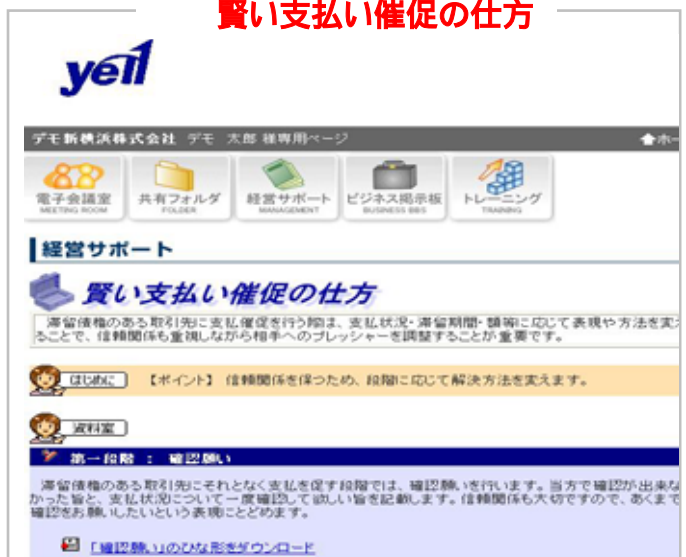 賢い支払い催促の仕方
yell
デモ新横浜株式会社 デモ 太郎 様専用ページ
ホー
電子会議室
MEETING ROOM
共有フォルダ
FOLDER
経営サポート
MANAGEMENT
ビジネス掲示板
BUSINESS BBS
トレーニング
TRAINING
経営サポート
賢い支払い催促の仕方
滞留債権のある取引先に支払催促を行う際は、支払状況・滞留期間・額等に応じて表現や方法を変え
ることで、信頼関係も重視しながら相手へのプレッシャーを調整することが重要です。
はじめに 【ポイント】 信頼関係を保つため、段階に応じて解決方法を変えます。
資料室
第一段階 : 確認願い
滞留債権のある取引先にそれとなく支払を促す段階では、確認願いを行います。当方で確認が出来な
かった旨と、支払状況について一度確認して欲しい旨を記載します。信頼関係も大切ですので、あくまで
確認をお願いしたいという表現にとどめます。
「確認願い」のひな形をダウンロード